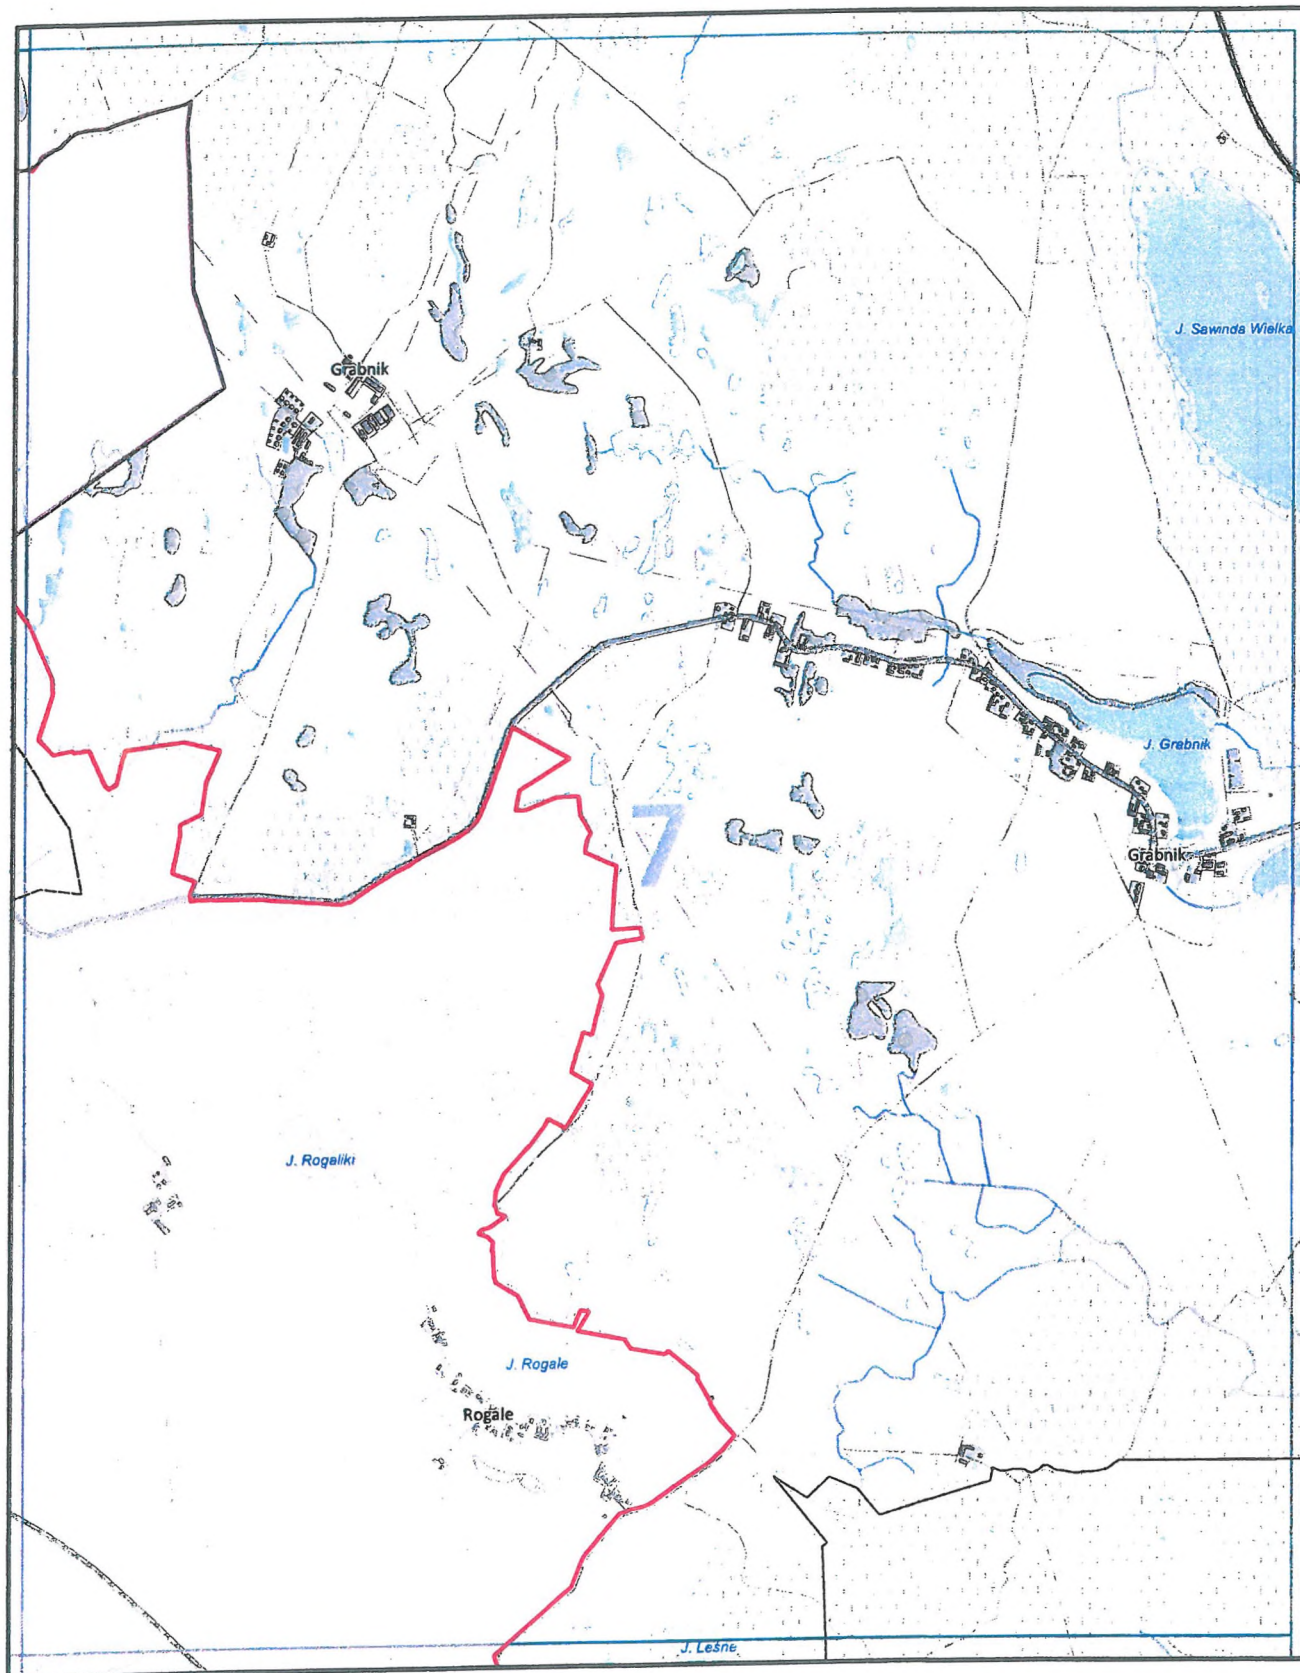 J. Sawinda Wielka
Grabnik
J. Grabnik
7
Grabnik
J. Rogaliki
J. Rogale
Rogale
J. Leśne